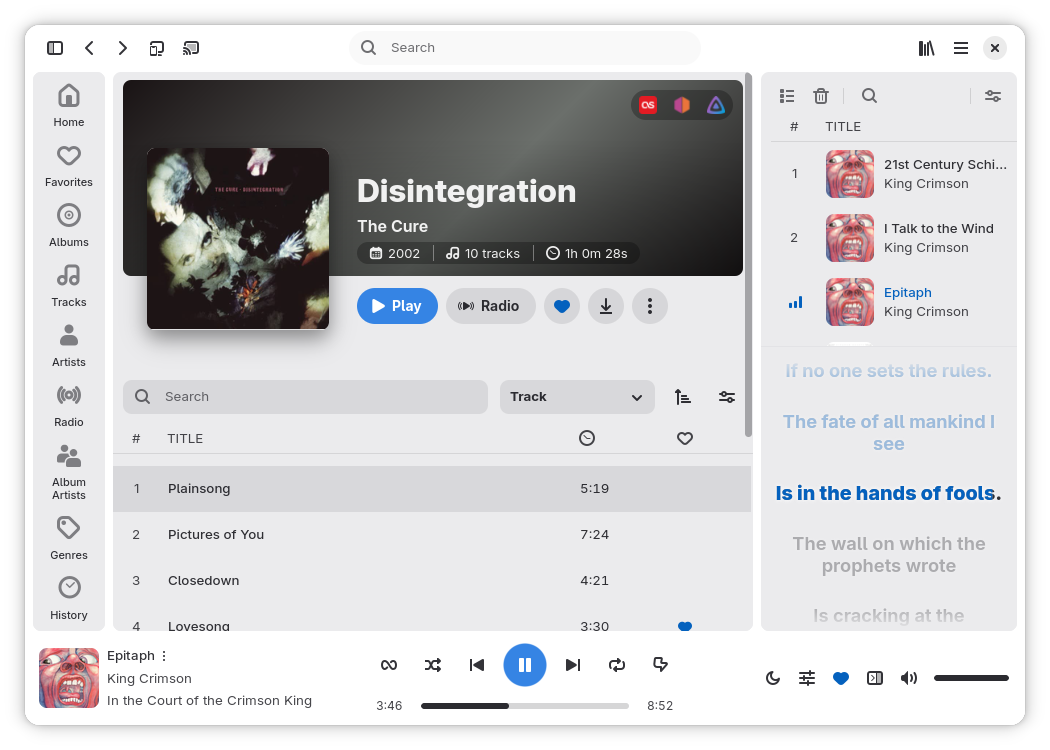 Search
Home
Favorites
Albums
Tracks
Artists
Radio
Album
Artists
Genres
History
THE CURE · DISINTEGRATION
Disintegration
The Cure
2002
10 tracks
1h 0m 28s
Play
Radio
Search
Track
# TITLE
1 Plainsong 5:19
2 Pictures of You 7:24
3 Closedown 4:21
4 Lovesong 3:30
# TITLE
1 21st Century Schi...
King Crimson
2 I Talk to the Wind
King Crimson
Epitaph
King Crimson
If no one sets the rules.
The fate of all mankind I
see
Is in the hands of fools.
The wall on which the
prophets wrote
Is cracking at the
Epitaph
King Crimson
In the Court of the Crimson King
3:46
8:52